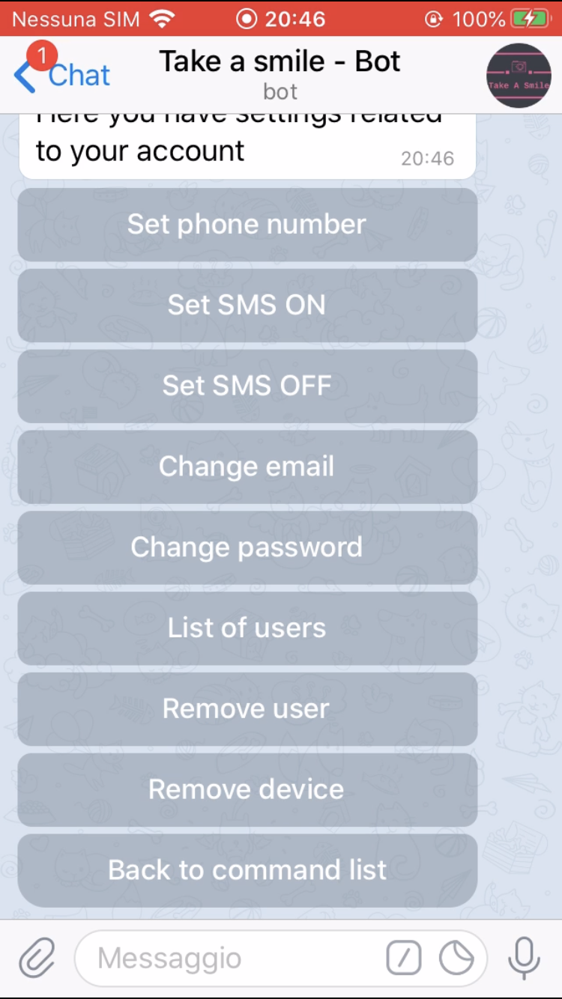 Nessuna SIM 20:46 100%
1
Chat
Take a smile - Bot
bot
Take A Smile
Here you have settings related
to your account
20:46
Set phone number
Set SMS ON
Set SMS OFF
Change email
Change password
List of users
Remove user
Remove device
Back to command list
Messaggio